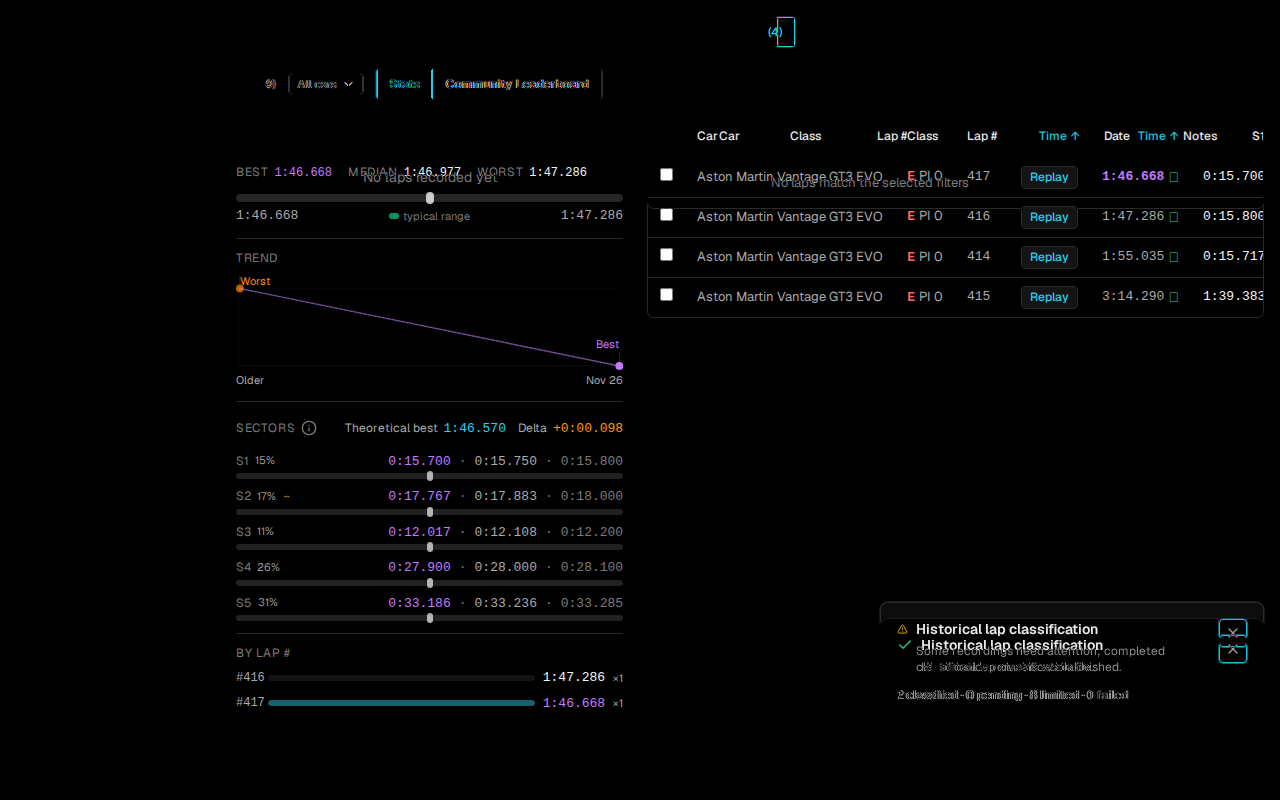 (4)
All cars Stats Community Leaderboard
Car Car Class Lap # Class Lap # Time ↑ Date Time ↑ Notes S1
BEST 1:46.668 MEDIAN 1:46.977 WORST 1:47.286
No laps recorded yet
1:46.668 typical range 1:47.286
Aston Martin Vantage GT3 EVO E PI 0 417 Replay 1:46.668 0:15.700
No laps match the selected filters
Aston Martin Vantage GT3 EVO E PI 0 416 Replay 1:47.286 0:15.800
Aston Martin Vantage GT3 EVO E PI 0 414 Replay 1:55.035 0:15.717
Aston Martin Vantage GT3 EVO E PI 0 415 Replay 3:14.290 1:39.383
TREND
Worst
Best
Older Nov 26
SECTORS Theoretical best 1:46.570 Delta +0:00.098
S1 15% 0:15.700 · 0:15.750 · 0:15.800
S2 17% 0:17.767 · 0:17.883 · 0:18.000
S3 11% 0:12.017 · 0:12.108 · 0:12.200
S4 26% 0:27.900 · 0:28.000 · 0:28.100
S5 31% 0:33.186 · 0:33.236 · 0:33.285
BY LAP #
#416 1:47.286 ×1
#417 1:46.668 ×1
Historical lap classification
Historical lap classification
Some recordings need attention, completed